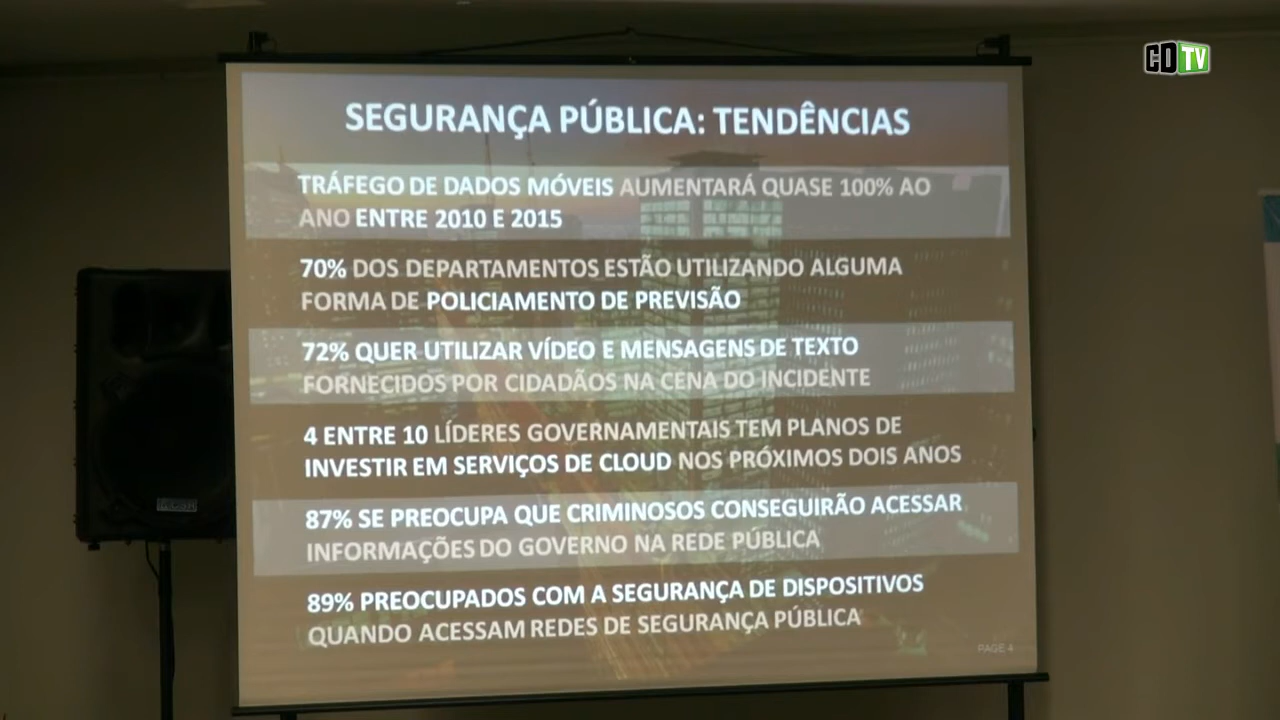 CDTV
SEGURANÇA PÚBLICA: TENDÊNCIAS
TRÁFEGO DE DADOS MÓVEIS AUMENTARÁ QUASE 100% AO
ANO ENTRE 2010 E 2015
70% DOS DEPARTAMENTOS ESTÃO UTILIZANDO ALGUMA
FORMA DE POLICIAMENTO DE PREVISÃO
72% QUER UTILIZAR VÍDEO E MENSAGENS DE TEXTO
FORNECIDOS POR CIDADÃOS NA CENA DO INCIDENTE
4 ENTRE 10 LÍDERES GOVERNAMENTAIS TEM PLANOS DE
INVESTIR EM SERVIÇOS DE CLOUD NOS PRÓXIMOS DOIS ANOS
87% SE PREOCUPA QUE CRIMINOSOS CONSEGUIRÃO ACESSAR
INFORMAÇÕES DO GOVERNO NA REDE PÚBLICA
89% PREOCUPADOS COM A SEGURANÇA DE DISPOSITIVOS
QUANDO ACESSAM REDES DE SEGURANÇA PÚBLICA
PAGE 4